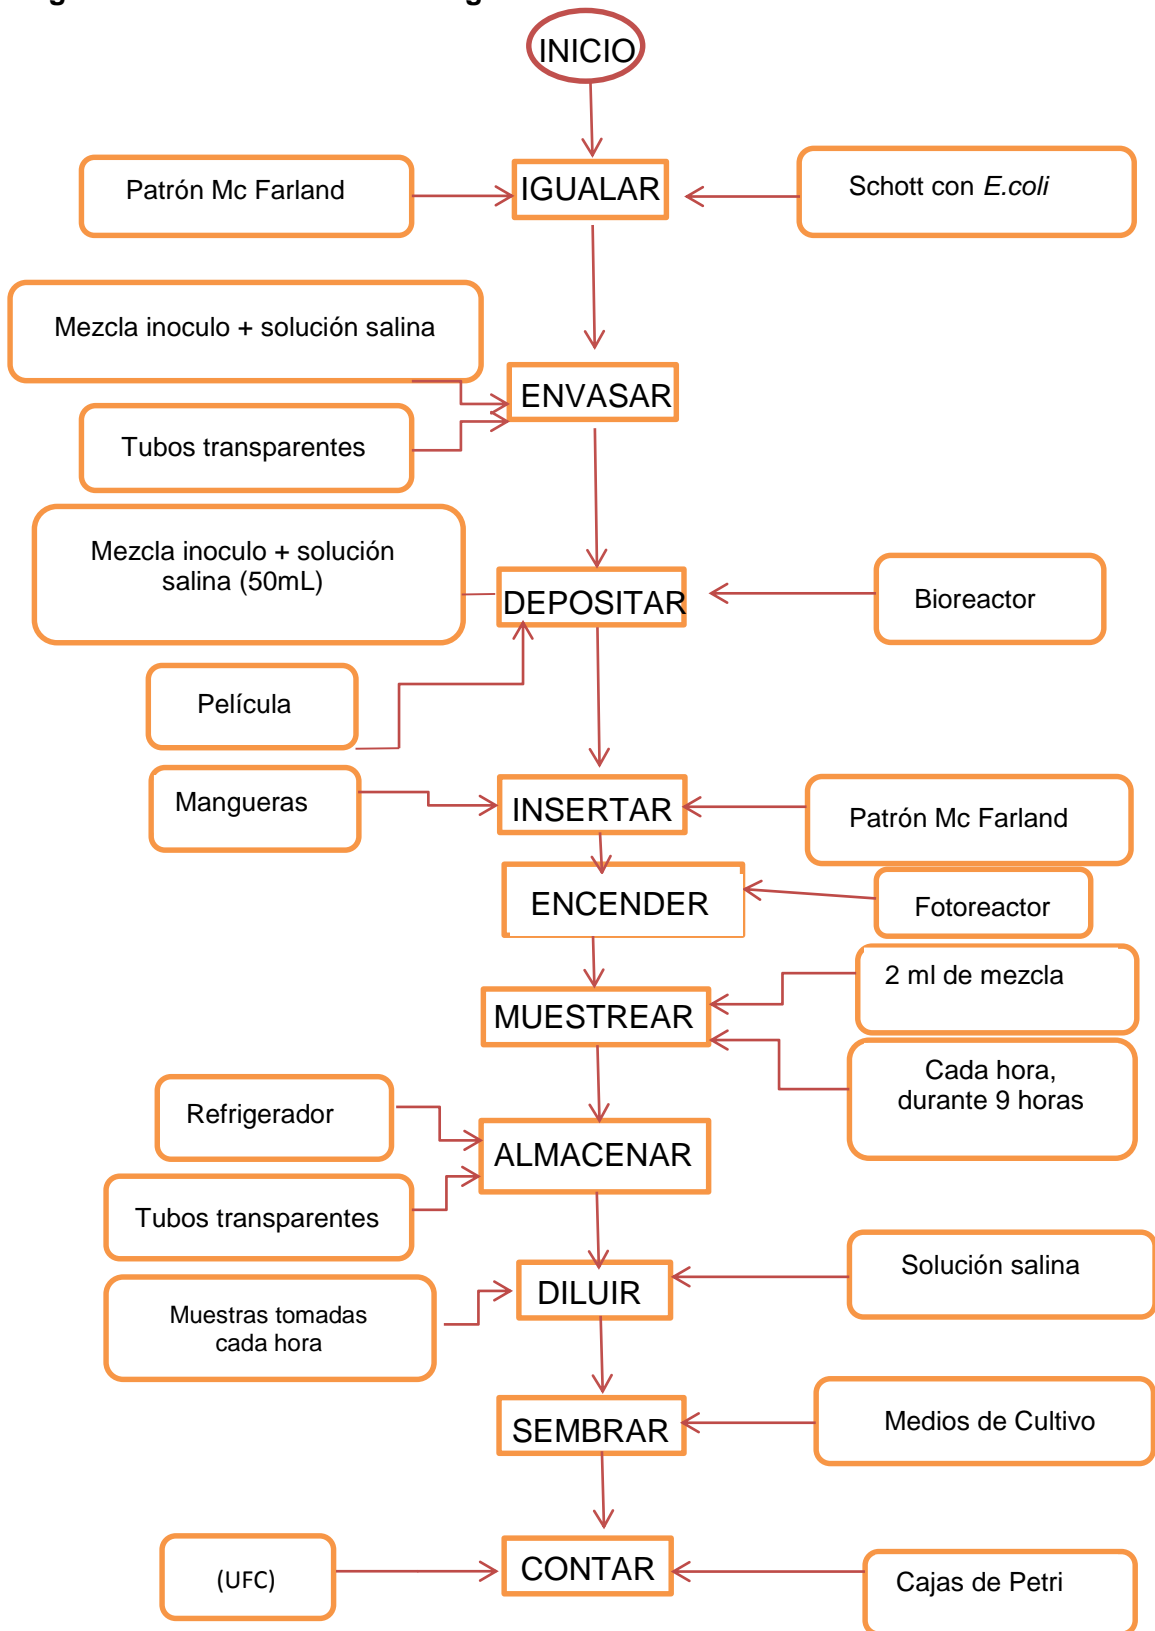 INICIO
Patrón Mc Farland
IGUALAR
Schott con E.coli
Mezcla inoculo + solución salina
ENVASAR
Tubos transparentes
Mezcla inoculo + solución
salina (50mL)
DEPOSITAR
Bioreactor
Película
Mangueras
INSERTAR
Patrón Mc Farland
ENCENDER
Fotoreactor
2 ml de mezcla
MUESTREAR
Cada hora,
durante 9 horas
Refrigerador
ALMACENAR
Tubos transparentes
Solución salina
DILUIR
Muestras tomadas
cada hora
SEMBRAR
Medios de Cultivo
(UFC)
CONTAR
Cajas de Petri